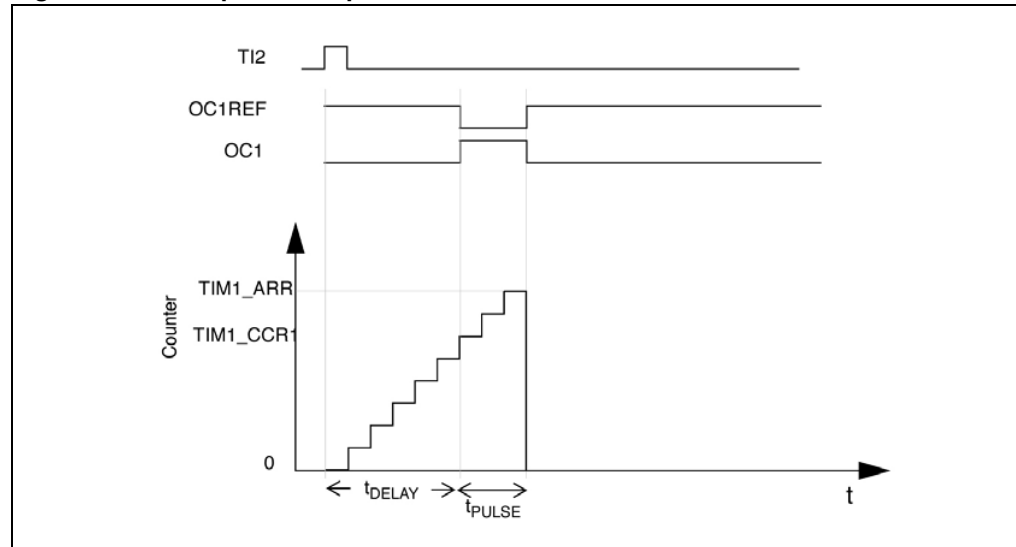 TI2
OC1REF
OC1
TIM1_ARR
TIM1_CCR1
Counter
0
tDELAY
tPULSE
t